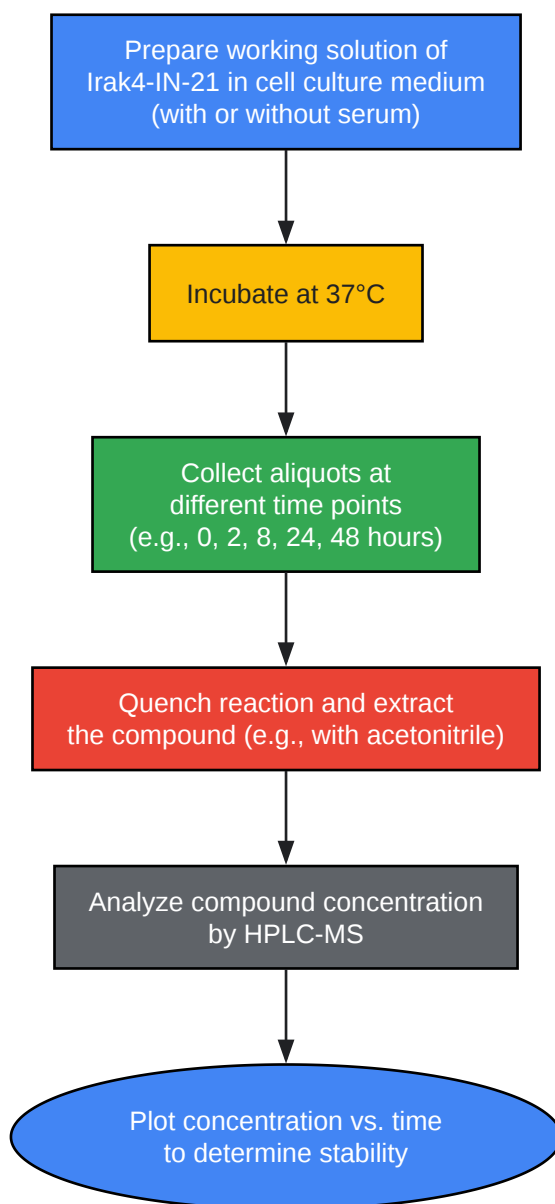 Prepare working solution of
Irak4-IN-21 in cell culture medium
(with or without serum)
Incubate at 37°C
Collect aliquots at
different time points
(e.g., 0, 2, 8, 24, 48 hours)
Quench reaction and extract
the compound (e.g., with acetonitrile)
Analyze compound concentration
by HPLC-MS
Plot concentration vs. time
to determine stability